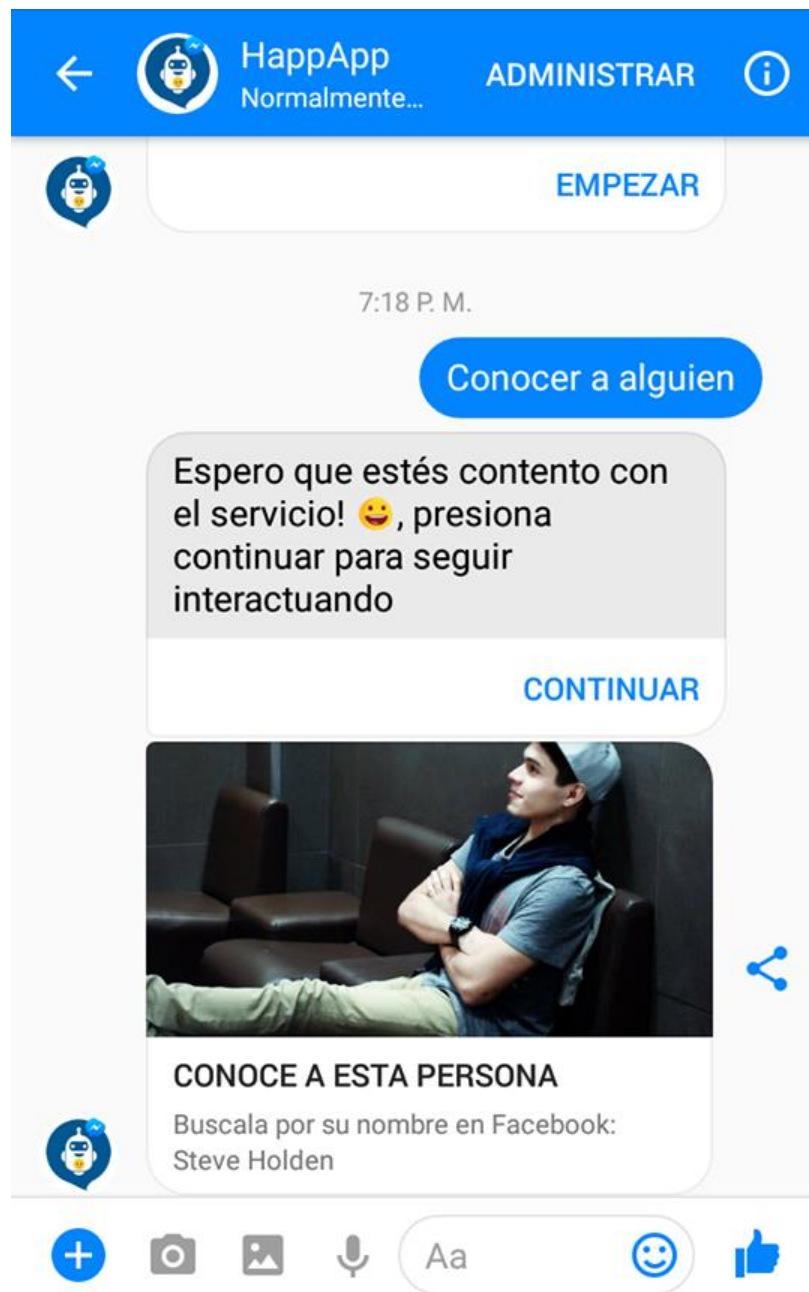 HappApp
Normalmente...
ADMINISTRAR
EMPEZAR
7:18 P. M.
Conocer a alguien
Espero que estés contento con
el servicio! 😀, presiona
continuar para seguir
interactuando
CONTINUAR
CONOCE A ESTA PERSONA
Buscala por su nombre en Facebook:
Steve Holden
Aa